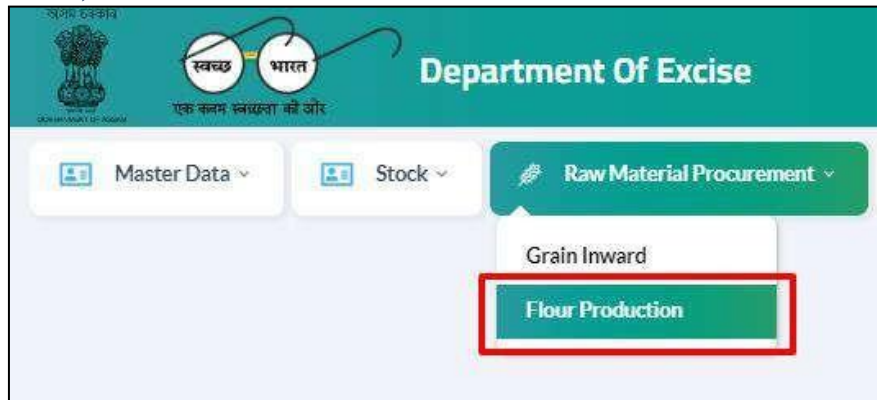 स्वच्छ भारत
एक कदम स्वच्छता की ओर
Department Of Excise
Master Data
Stock
Raw Material Procurement
Grain Inward
Flour Production